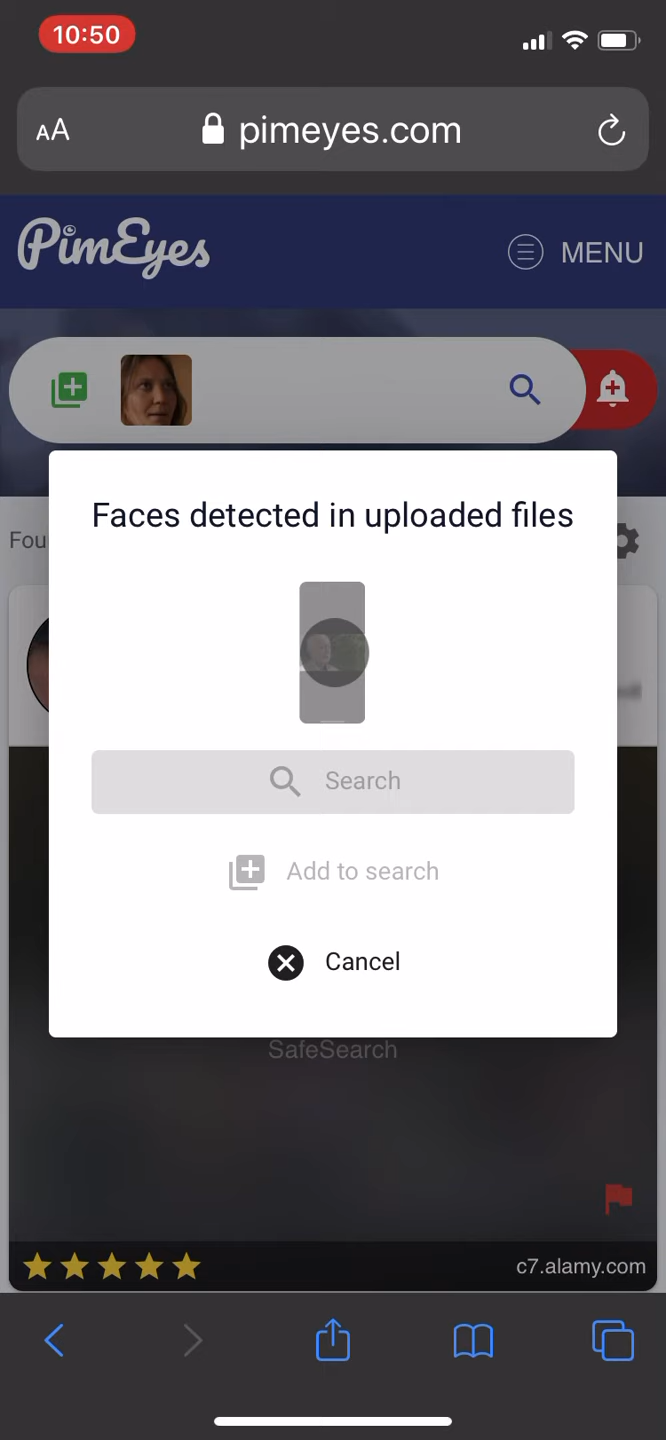 10:50
AA
pimeyes.com
PimEyes
MENU
Faces detected in uploaded files
Search
Add to search
Cancel
SafeSearch
c7.alamy.com